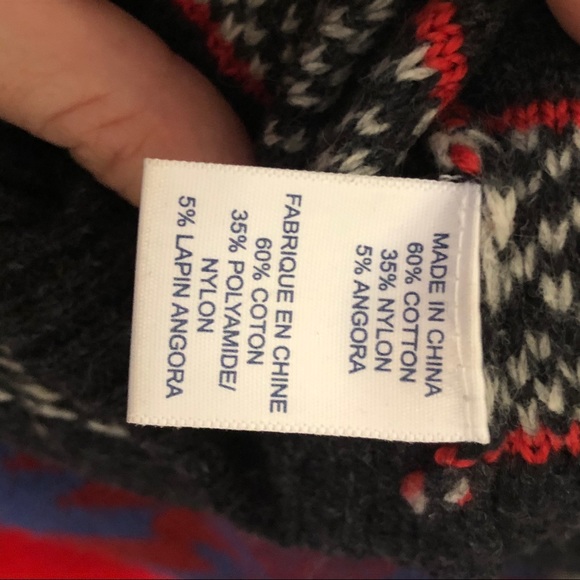 MADE IN CHINA
60% COTTON
35% NYLON
5% ANGORA
FABRIQUE EN CHINE
60% COTON
35% POLYAMIDE/
NYLON
5% LAPIN ANGORA